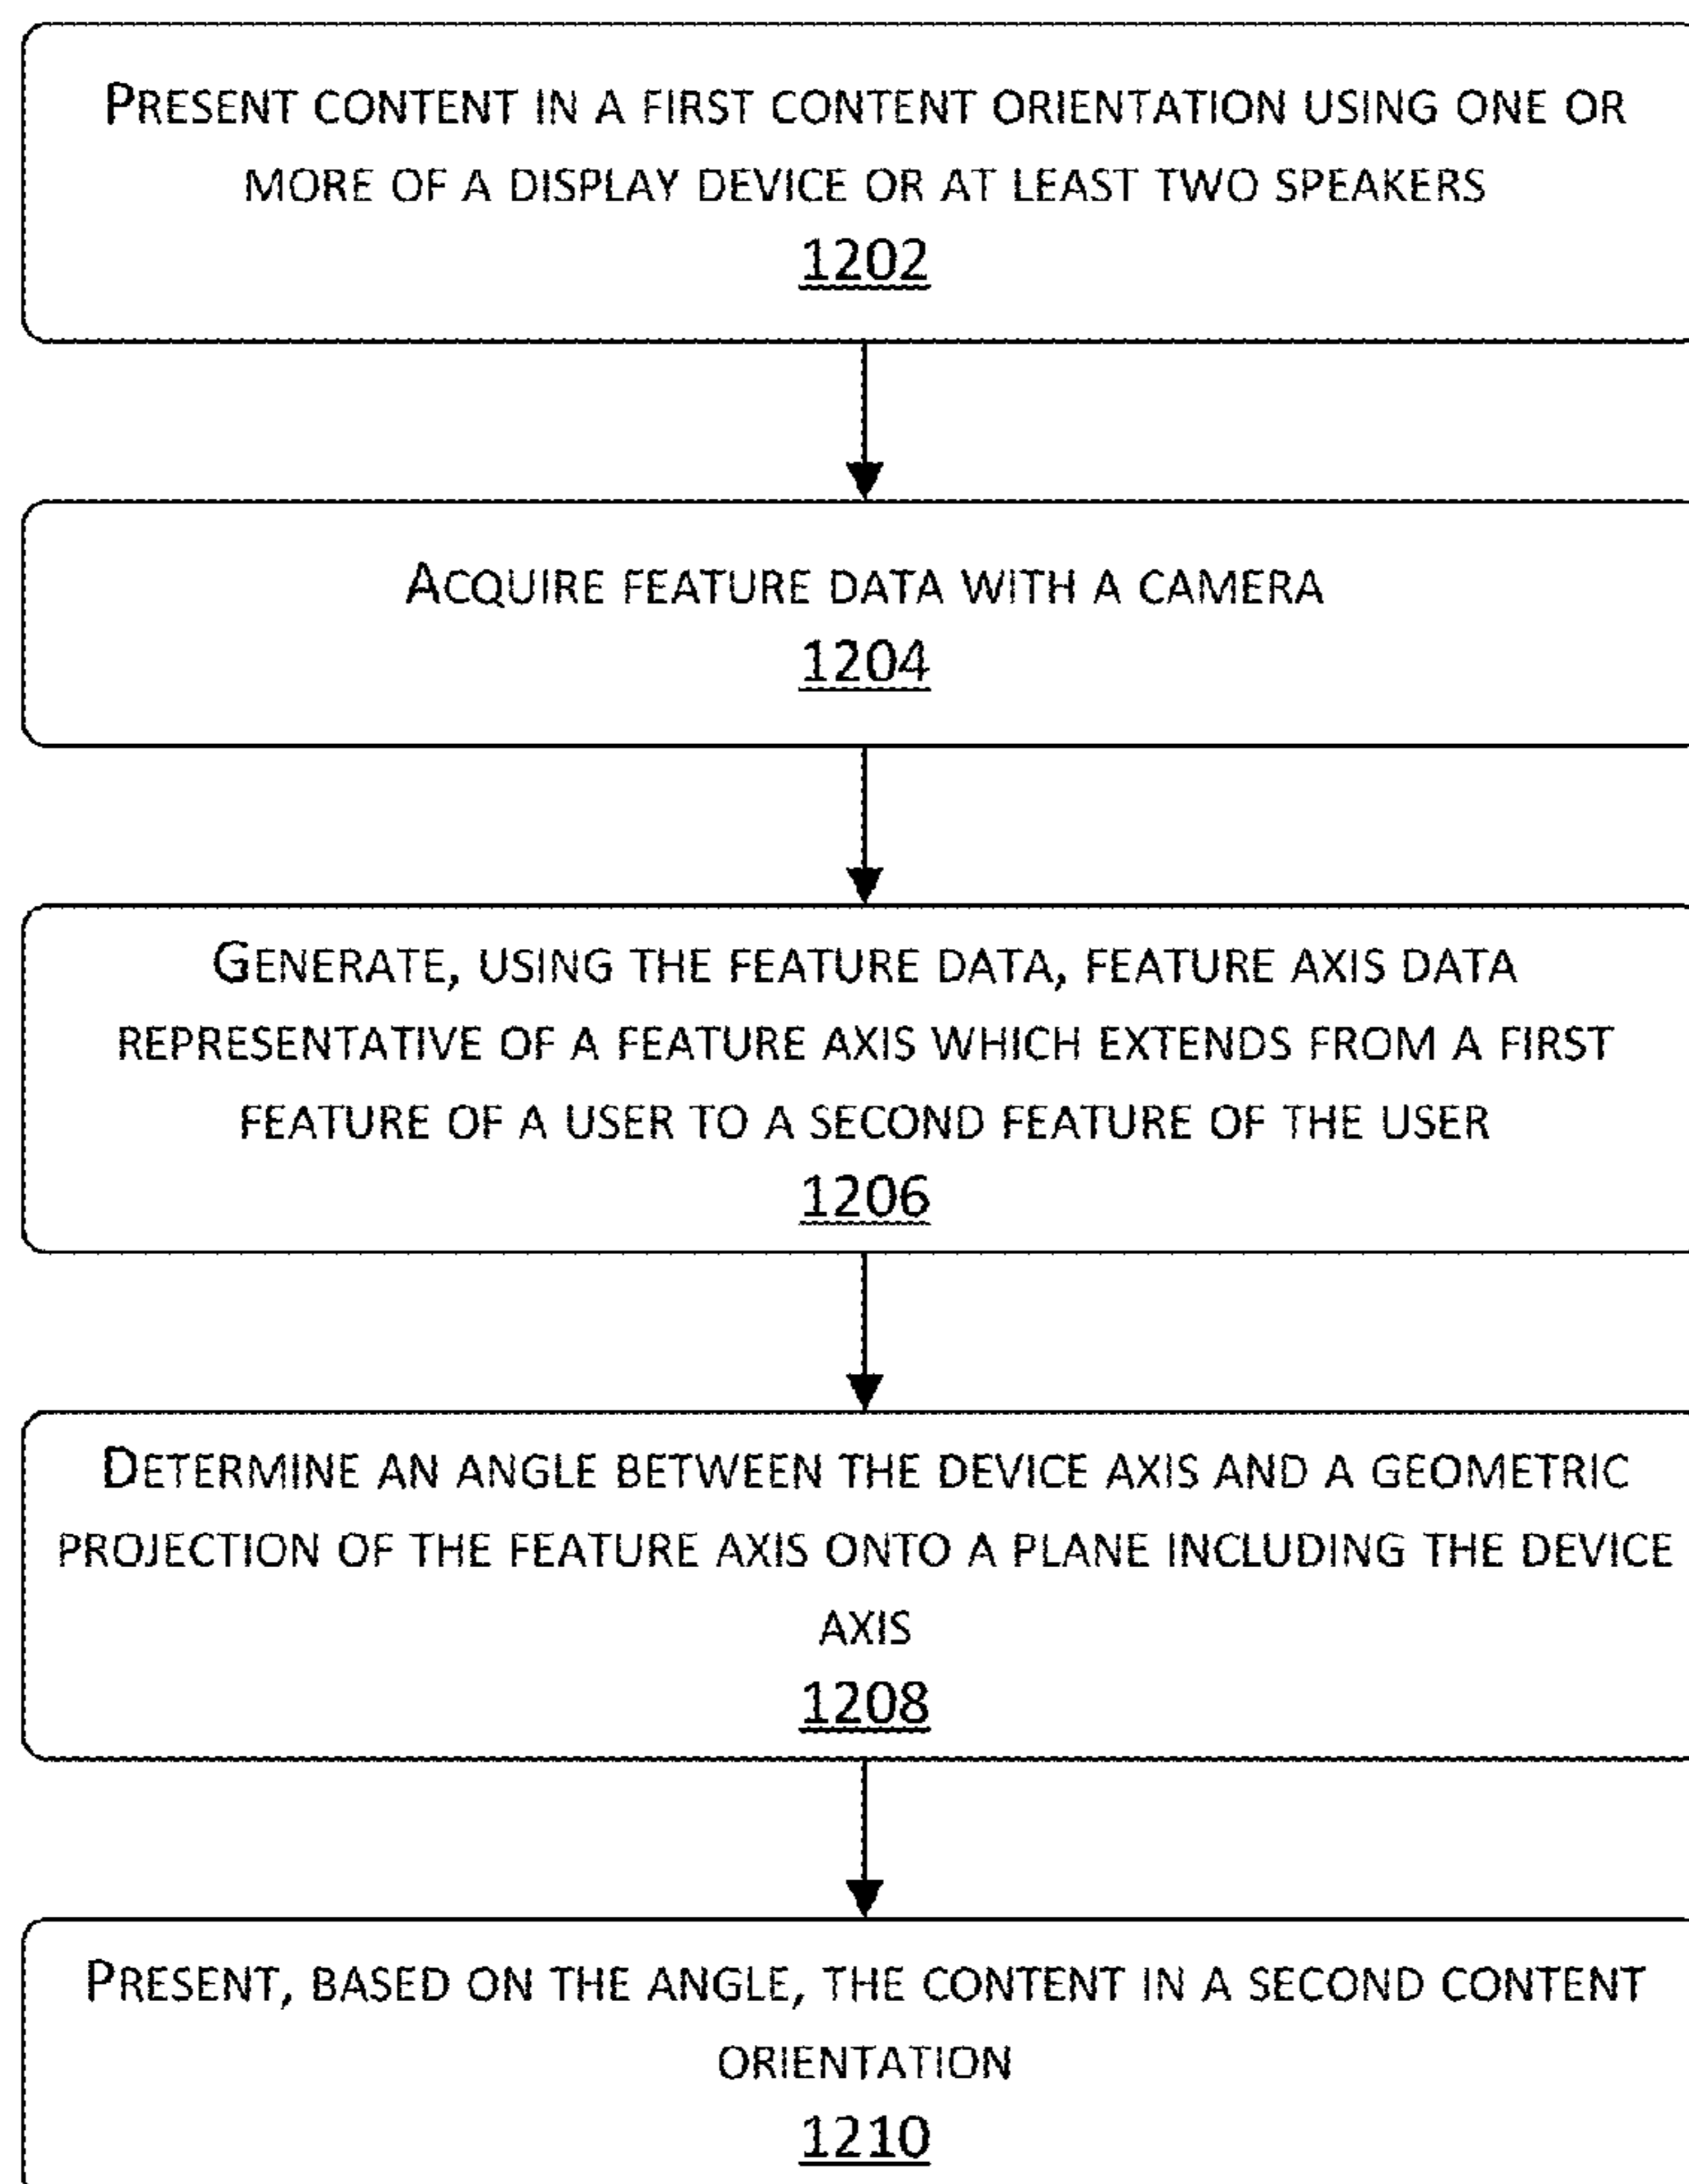 PRESENT CONTENT IN A FIRST CONTENT ORIENTATION USING ONE OR
MORE OF A DISPLAY DEVICE OR AT LEAST TWO SPEAKERS
1202
ACQUIRE FEATURE DATA WITH A CAMERA
1204
GENERATE, USING THE FEATURE DATA, FEATURE AXIS DATA
REPRESENTATIVE OF A FEATURE AXIS WHICH EXTENDS FROM A FIRST
FEATURE OF A USER TO A SECOND FEATURE OF THE USER
1206
DETERMINE AN ANGLE BETWEEN THE DEVICE AXIS AND A GEOMETRIC
PROJECTION OF THE FEATURE AXIS ONTO A PLANE INCLUDING THE DEVICE
AXIS
1208
PRESENT, BASED ON THE ANGLE, THE CONTENT IN A SECOND CONTENT
ORIENTATION
1210